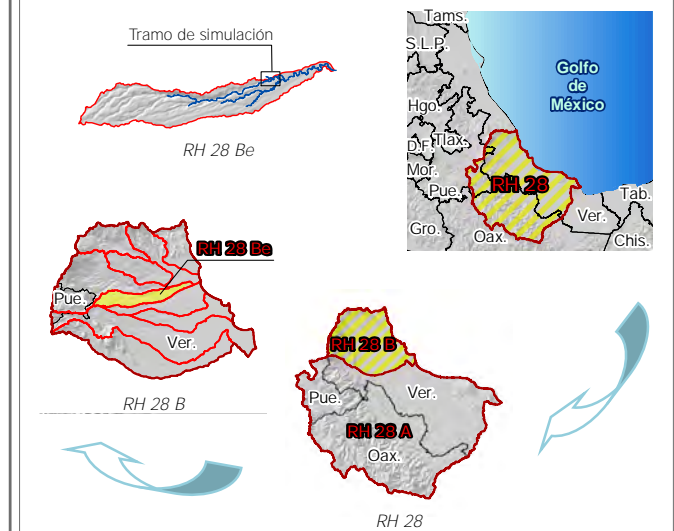 Tramo de simulación
RH 28 Be
Tams.
S.L.P.
Golfo
de
México
Hgo.
Tlax.
D.F.
Mor.
Pue.
RH 28
Tab.
Ver.
Gro.
Oax.
Chis.
RH 28 Be
Pue.
Ver.
RH 28 B
RH 28 B
Pue.
Ver.
RH 28 A
Oax.
RH 28